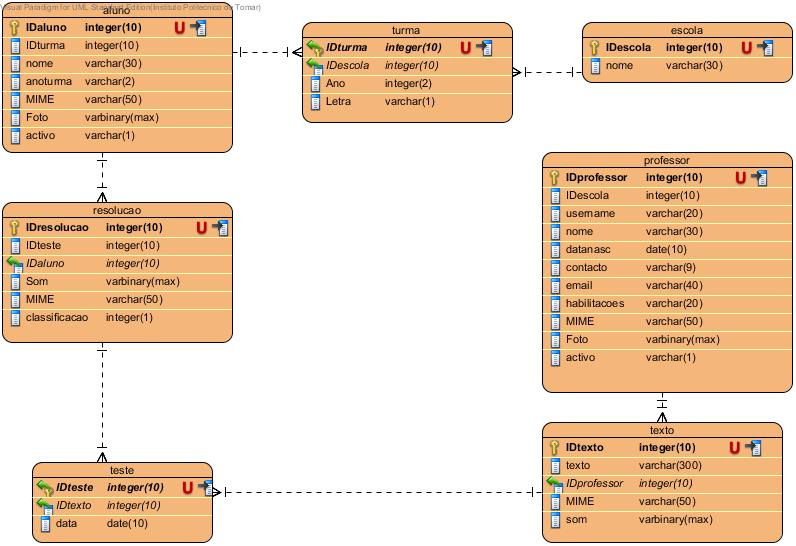 Visual Paradigm for UML Standard Edition(Instituto Politecnico de Tomar)
aluno
IDaluno integer(10) U
IDturma integer(10)
nome varchar(30)
anoturma varchar(2)
MIME varchar(50)
Foto varbinary(max)
activo varchar(1)
turma
IDturma integer(10) U
IDescola integer(10)
Ano integer(2)
Letra varchar(1)
escola
IDescola integer(10) U
nome varchar(30)
professor
IDprofessor integer(10) U
IDescola integer(10)
username varchar(20)
nome varchar(30)
datanasc date(10)
contacto varchar(9)
email varchar(40)
habilitacoes varchar(20)
MIME varchar(50)
Foto varbinary(max)
activo varchar(1)
resolucao
IDresolucao integer(10) U
IDteste integer(10)
IDaluno integer(10)
Som varbinary(max)
MIME varchar(50)
classificacao integer(1)
teste
IDteste integer(10) U
IDtexto integer(10)
data date(10)
texto
IDtexto integer(10) U
texto varchar(300)
IDprofessor integer(10)
MIME varchar(50)
som varbinary(max)